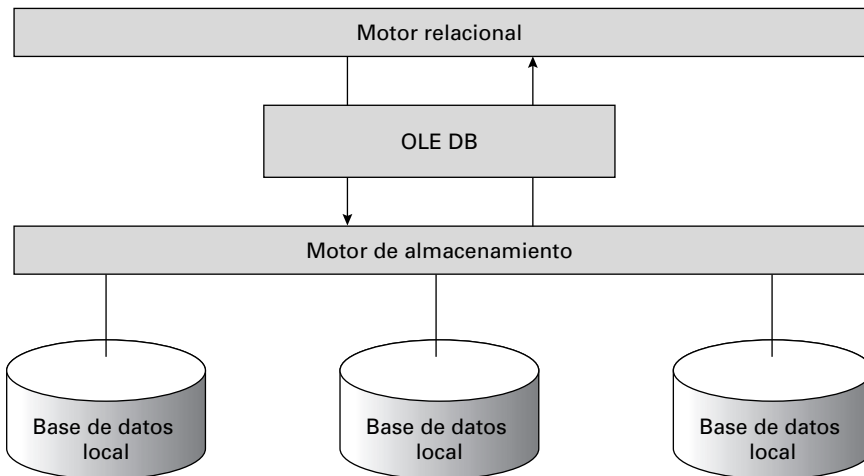 Motor relacional
OLE DB
Motor de almacenamiento
Base de datos
local
Base de datos
local
Base de datos
local